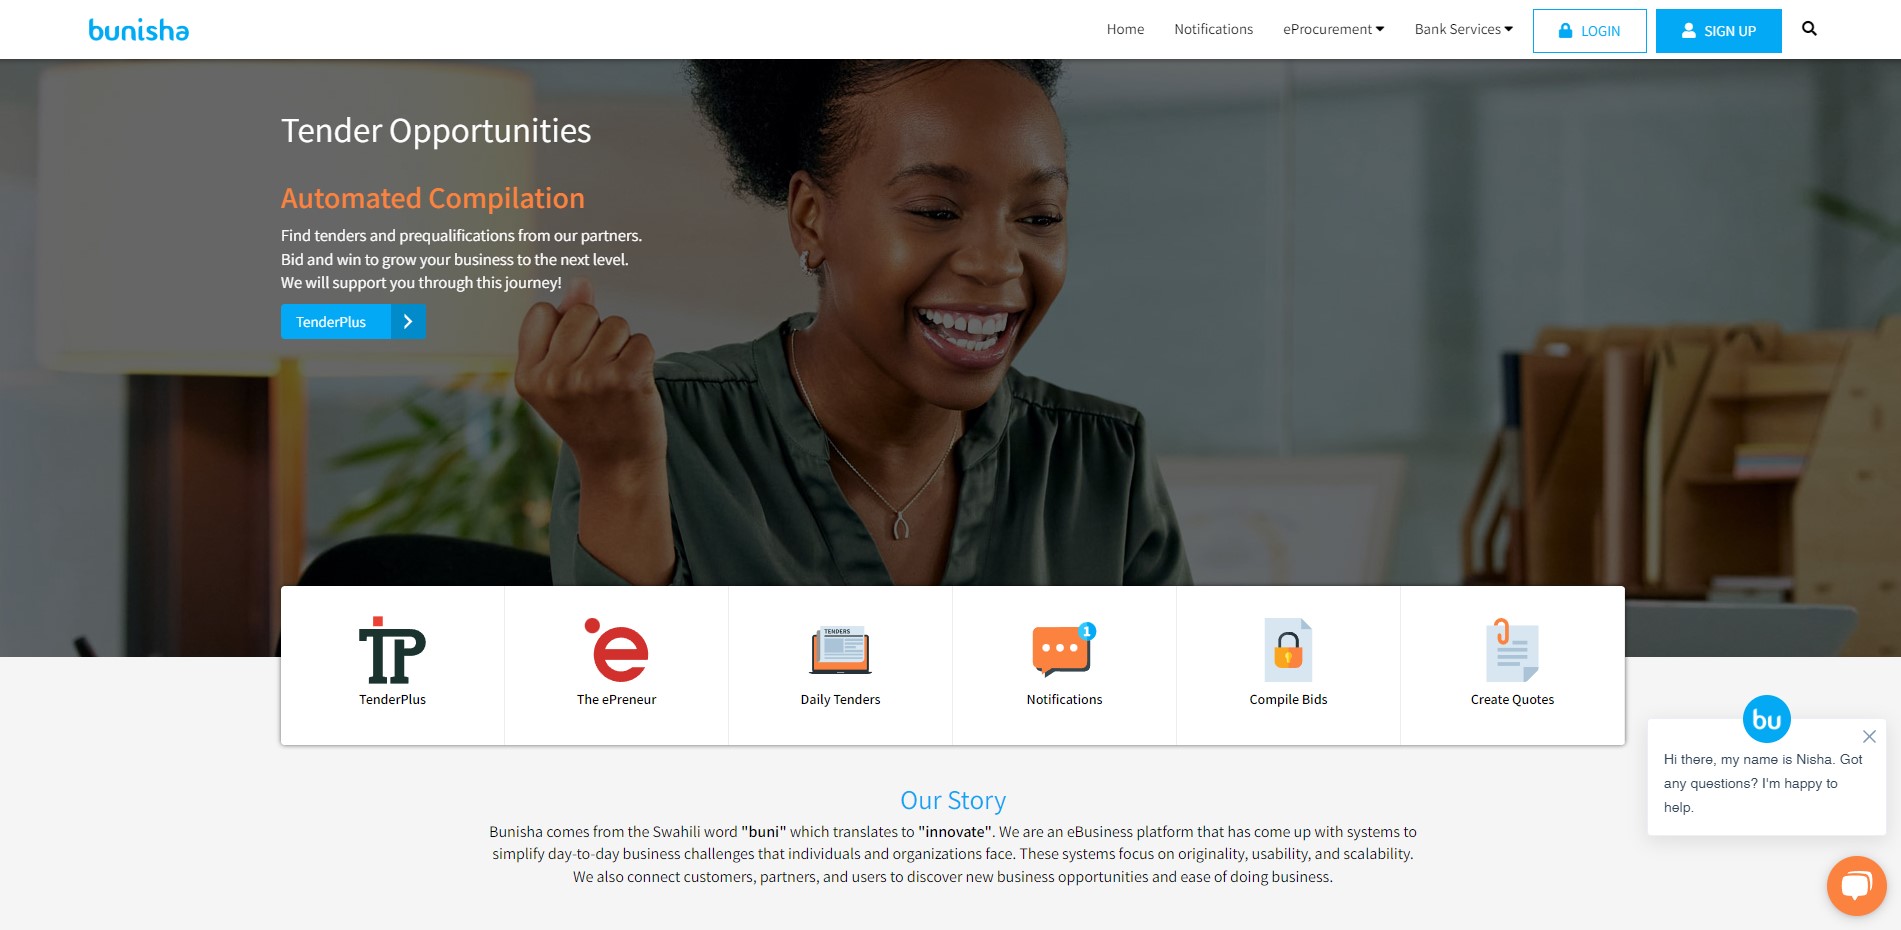 bunisha
Home
Notifications
eProcurement
Bank Services
LOGIN
SIGN UP
Tender Opportunities
Automated Compilation
Find tenders and prequalifications from our partners.
Bid and win to grow your business to the next level.
We will support you through this journey!
TenderPlus
TP
TenderPlus
e
The ePreneur
TENDERS
Daily Tenders
1
Notifications
Compile Bids
Create Quotes
Our Story
Bunisha comes from the Swahili word "buni" which translates to "innovate". We are an eBusiness platform that has come up with systems to
simplify day-to-day business challenges that individuals and organizations face. These systems focus on originality, usability, and scalability.
We also connect customers, partners, and users to discover new business opportunities and ease of doing business.
bu
Hi there, my name is Nisha. Got
any questions? I'm happy to
help.